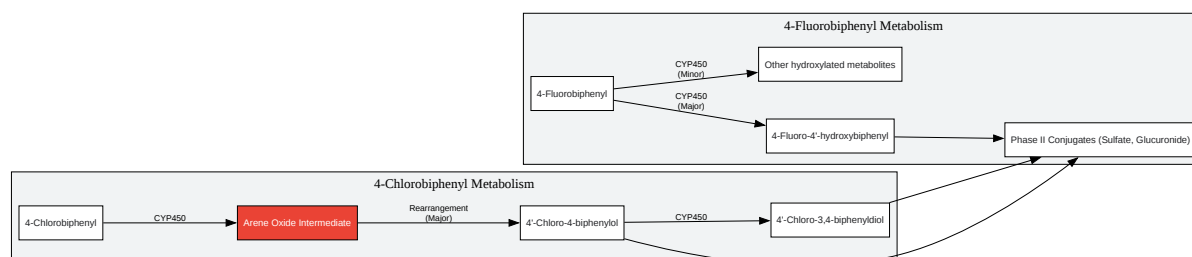 4-Fluorobiphenyl Metabolism
4-Fluorobiphenyl
CYP450
(Minor)
Other hydroxylated metabolites
CYP450
(Major)
4-Fluoro-4'-hydroxybiphenyl
Phase II Conjugates (Sulfate, Glucuronide)
4-Chlorobiphenyl Metabolism
4-Chlorobiphenyl
CYP450
Arene Oxide Intermediate
Rearrangement
(Major)
4'-Chloro-4-biphenylol
CYP450
4'-Chloro-3,4-biphenyldiol